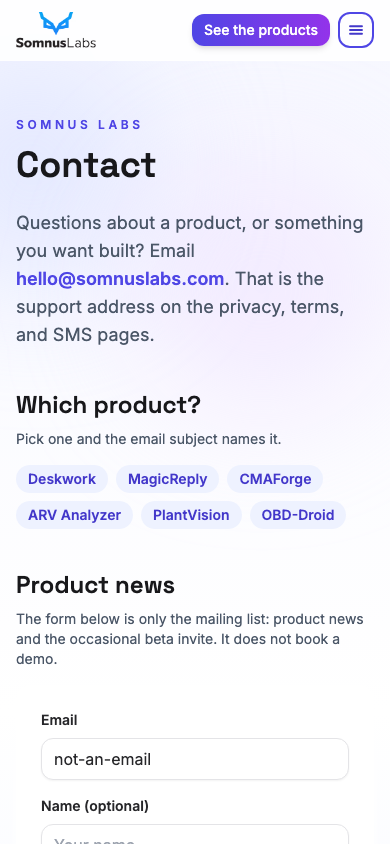 SomnusLabs
See the products
SOMNUS LABS
Contact
Questions about a product, or something
you want built? Email
hello@somnuslabs.com. That is the
support address on the privacy, terms,
and SMS pages.
Which product?
Pick one and the email subject names it.
Deskwork MagicReply CMAForge
ARV Analyzer PlantVision OBD-Droid
Product news
The form below is only the mailing list: product news
and the occasional beta invite. It does not book a
demo.
Email
not-an-email
Name (optional)
Your name